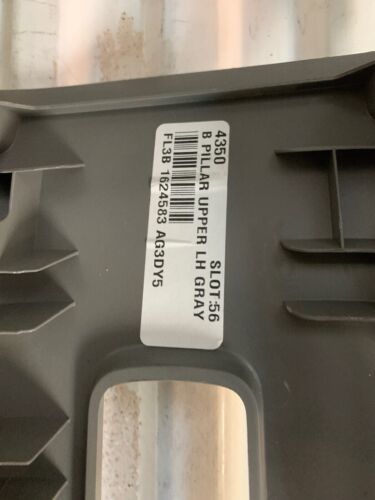 4350 SLOT:56
B PILLAR UPPER LH GRAY
FL3B 1624583 AG3DY5